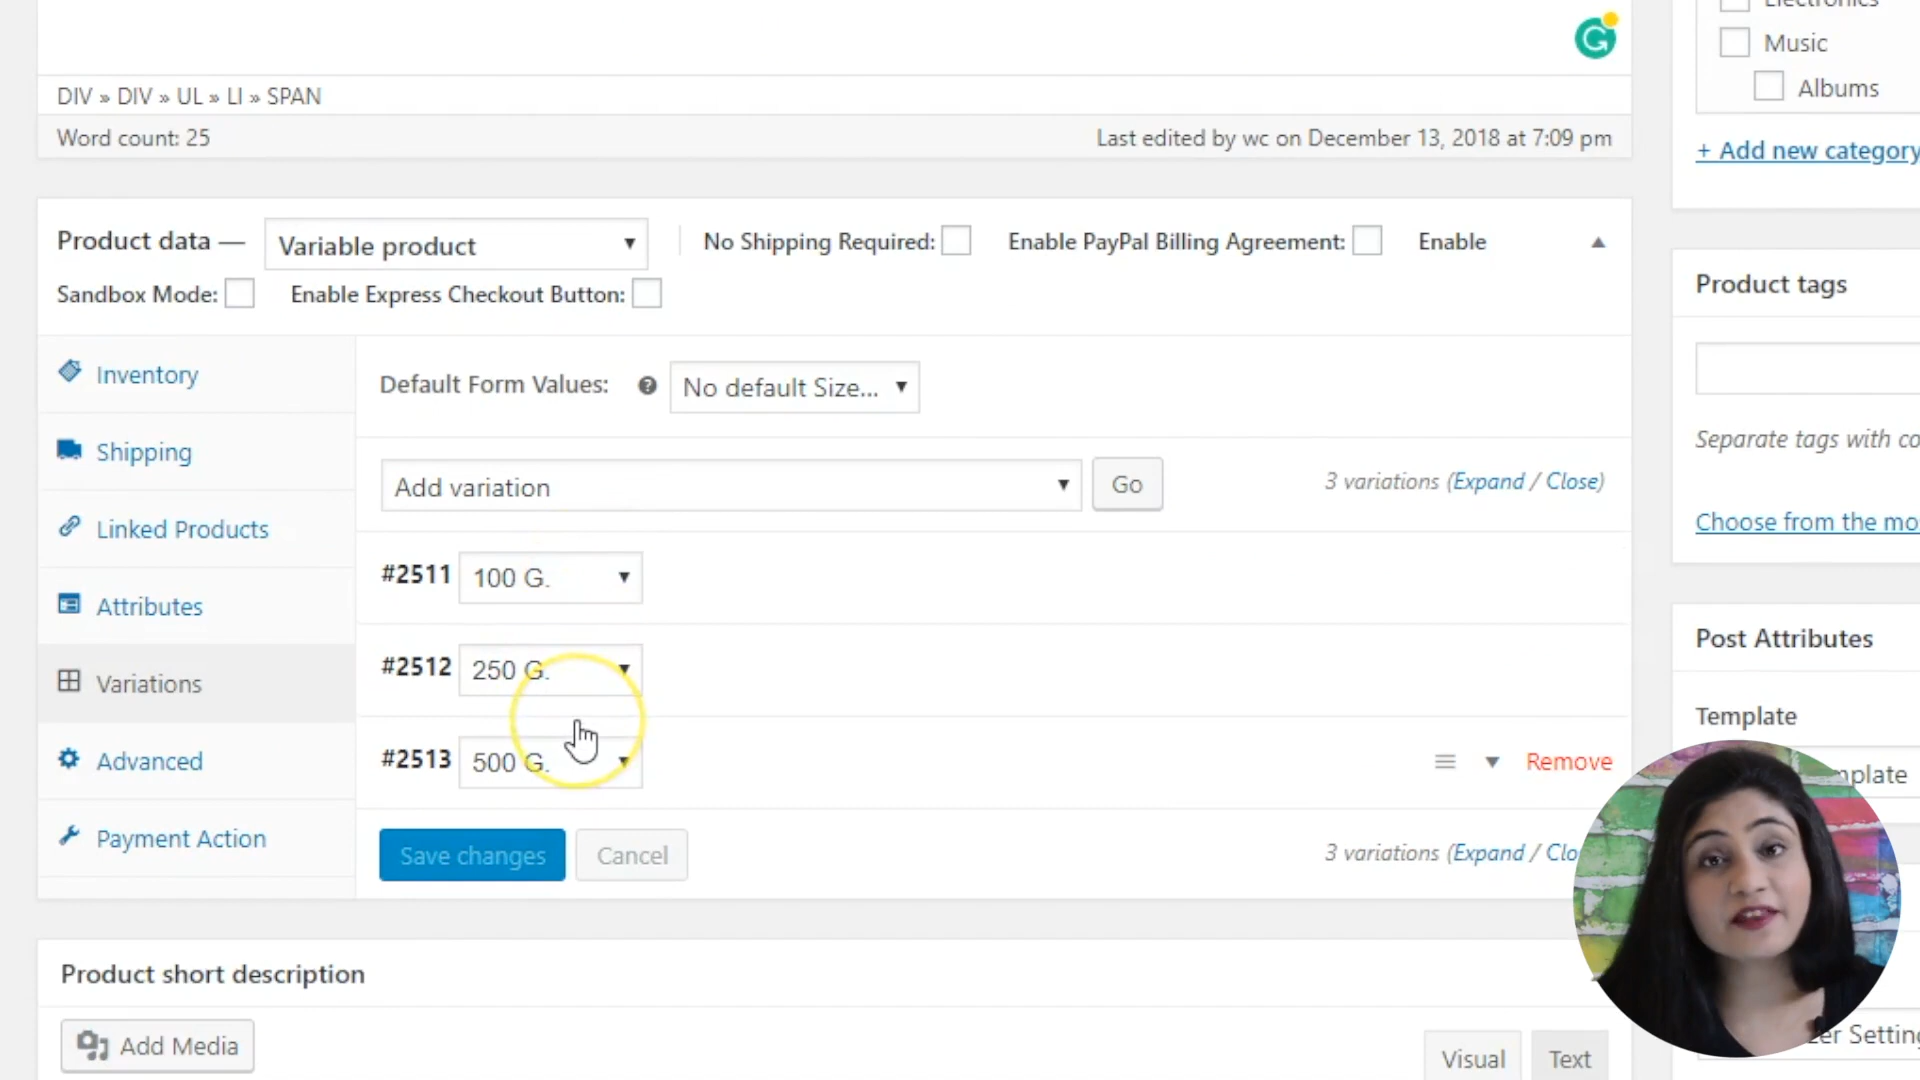 Electronics
Music
Albums
+ Add new category
DIV » DIV » UL » LI » SPAN
Word count: 25
Last edited by wc on December 13, 2018 at 7:09 pm
Product data —
Variable product
No Shipping Required:
Enable PayPal Billing Agreement:
Enable
Sandbox Mode:
Enable Express Checkout Button:
Inventory
Shipping
Linked Products
Attributes
Variations
Advanced
Payment Action
Default Form Values:
No default Size...
Add variation
Go
3 variations (Expand / Close)
#2511 100 G.
#2512 250 G.
#2513 500 G.
Remove
Save changes
Cancel
3 variations (Expand / Clo
Product short description
Add Media
Visual
Text
Product tags
Separate tags with co
Choose from the mo
Post Attributes
Template
mplate
er Setting